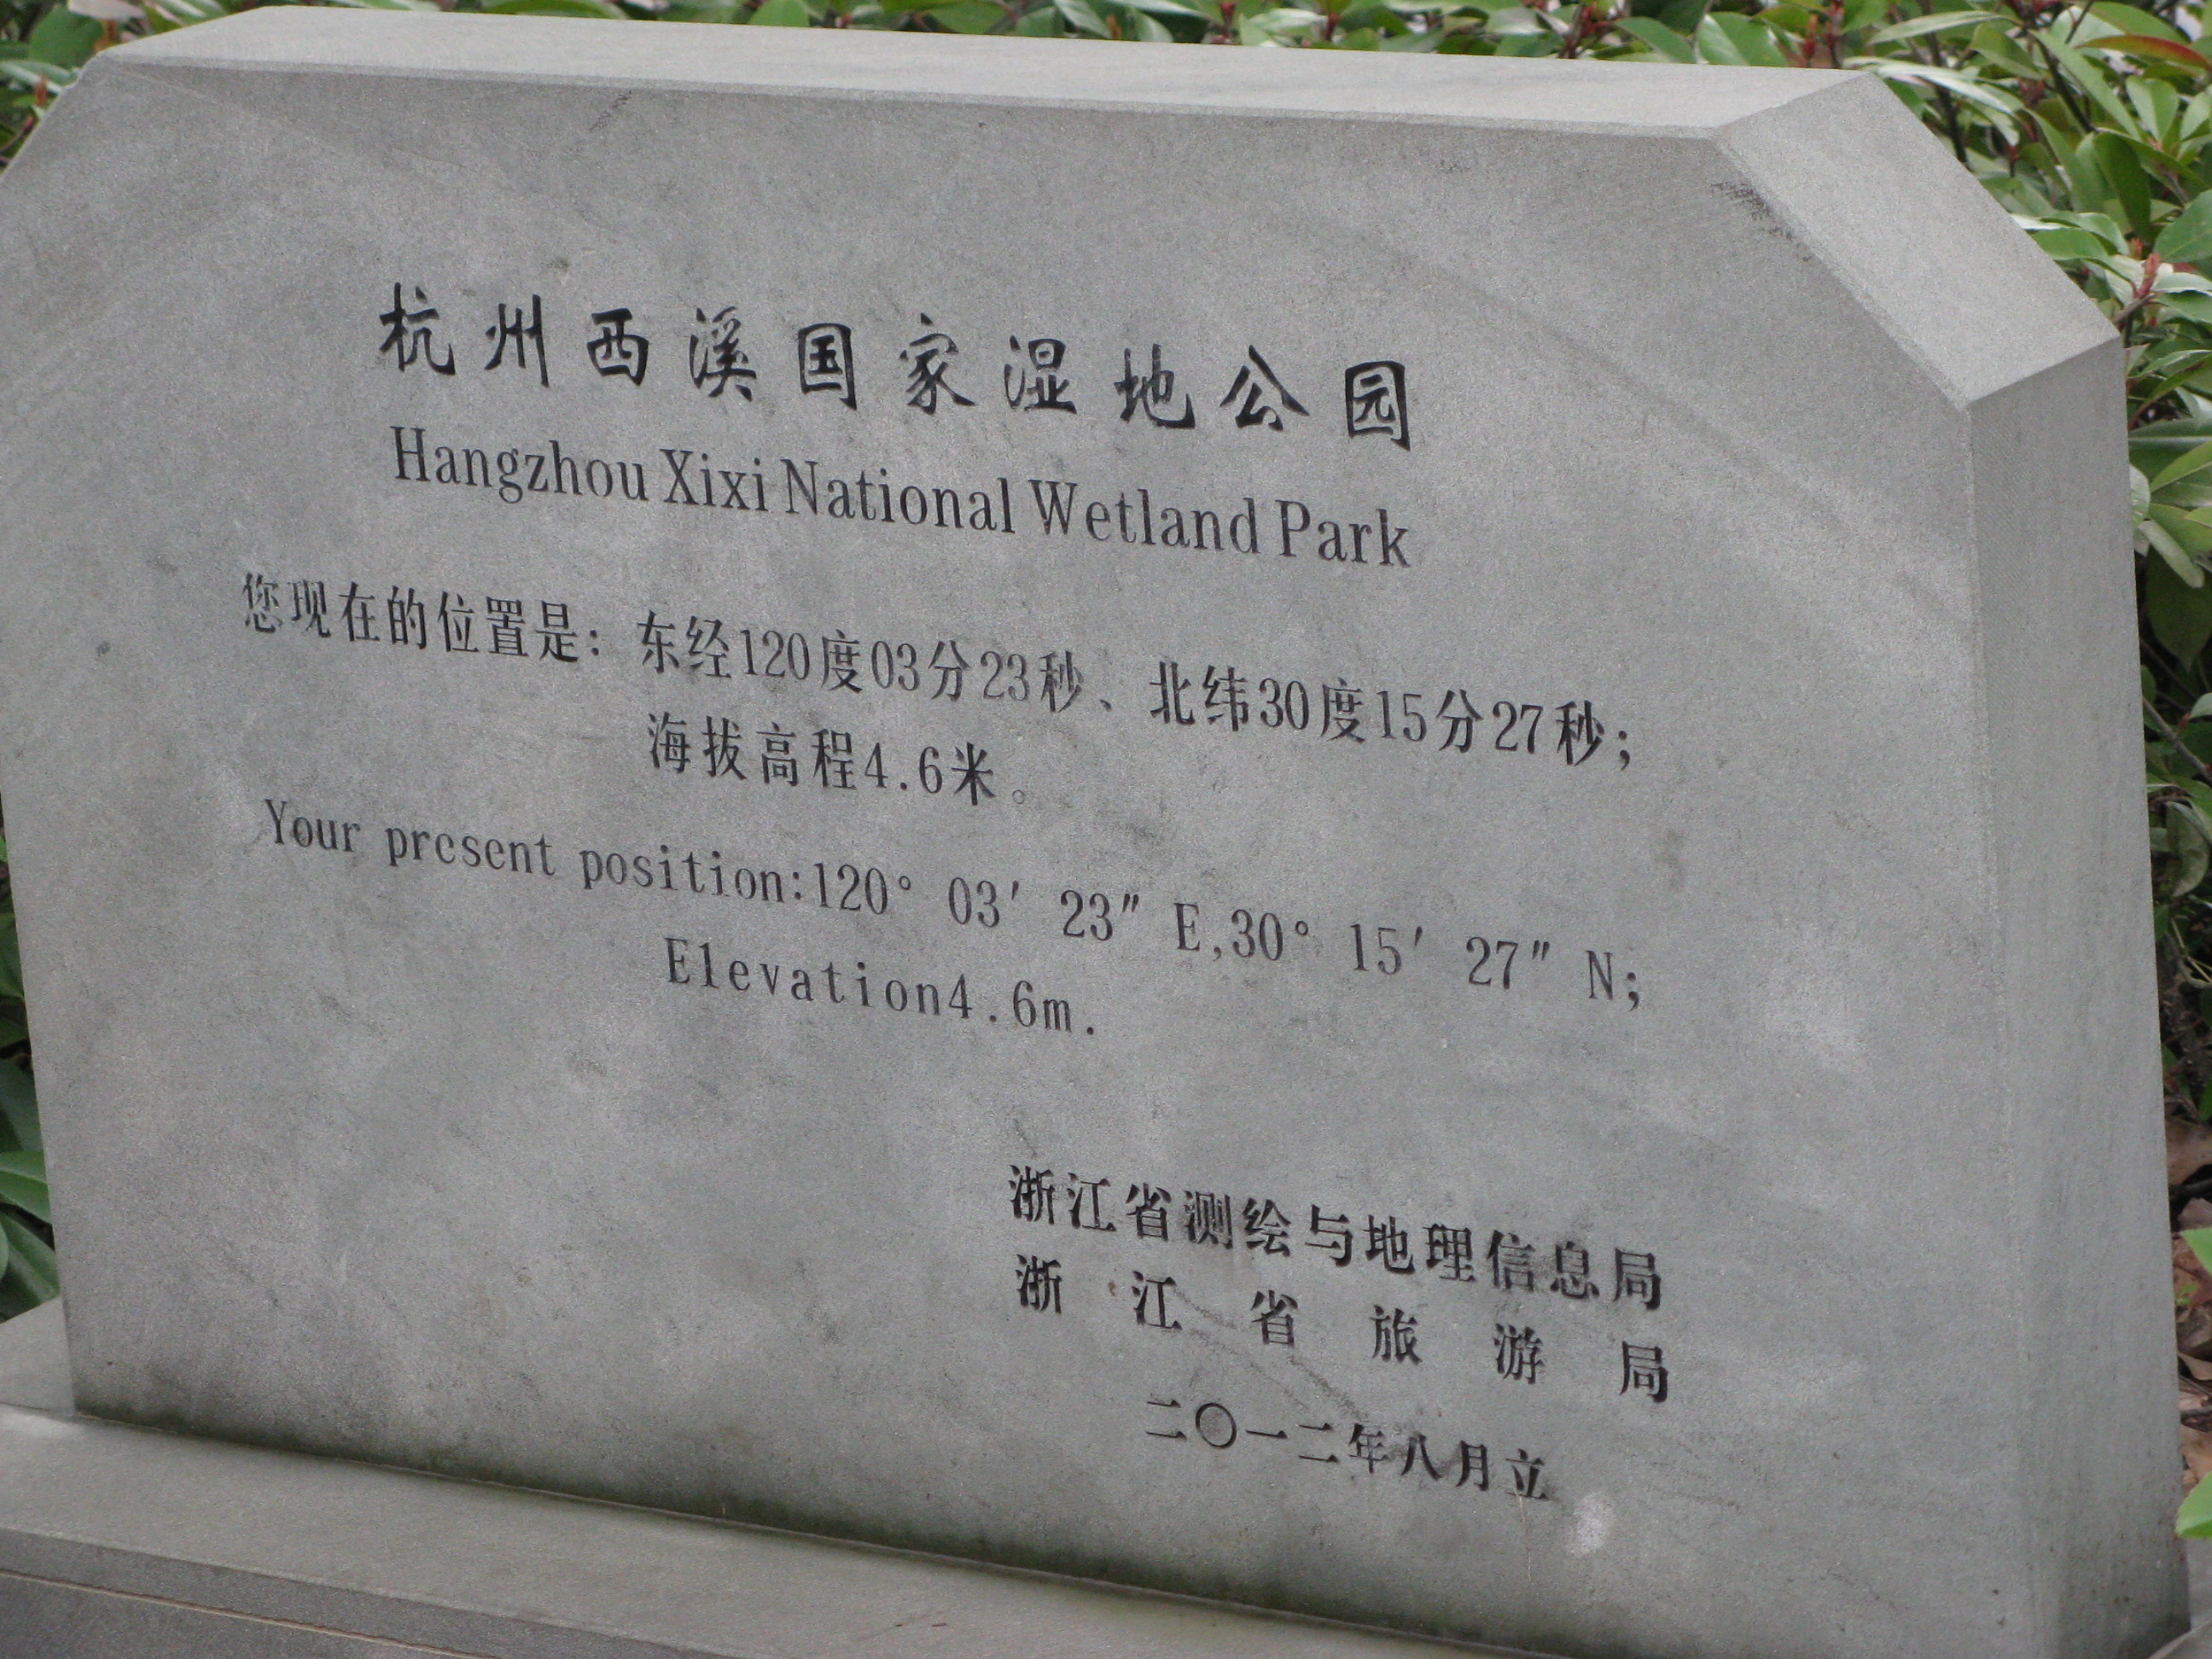 杭州西溪国家湿地公园
Hangzhou Xixi National Wetland Park
您现在的位置是：东经120度03分23秒、北纬30度15分27秒；
海拔高程4.6米。
Your present position:120° 03′ 23″ E,30° 15′ 27″ N;
Elevation4.6m.
浙江省测绘与地理信息局
浙江省旅游局
二〇一二年八月立